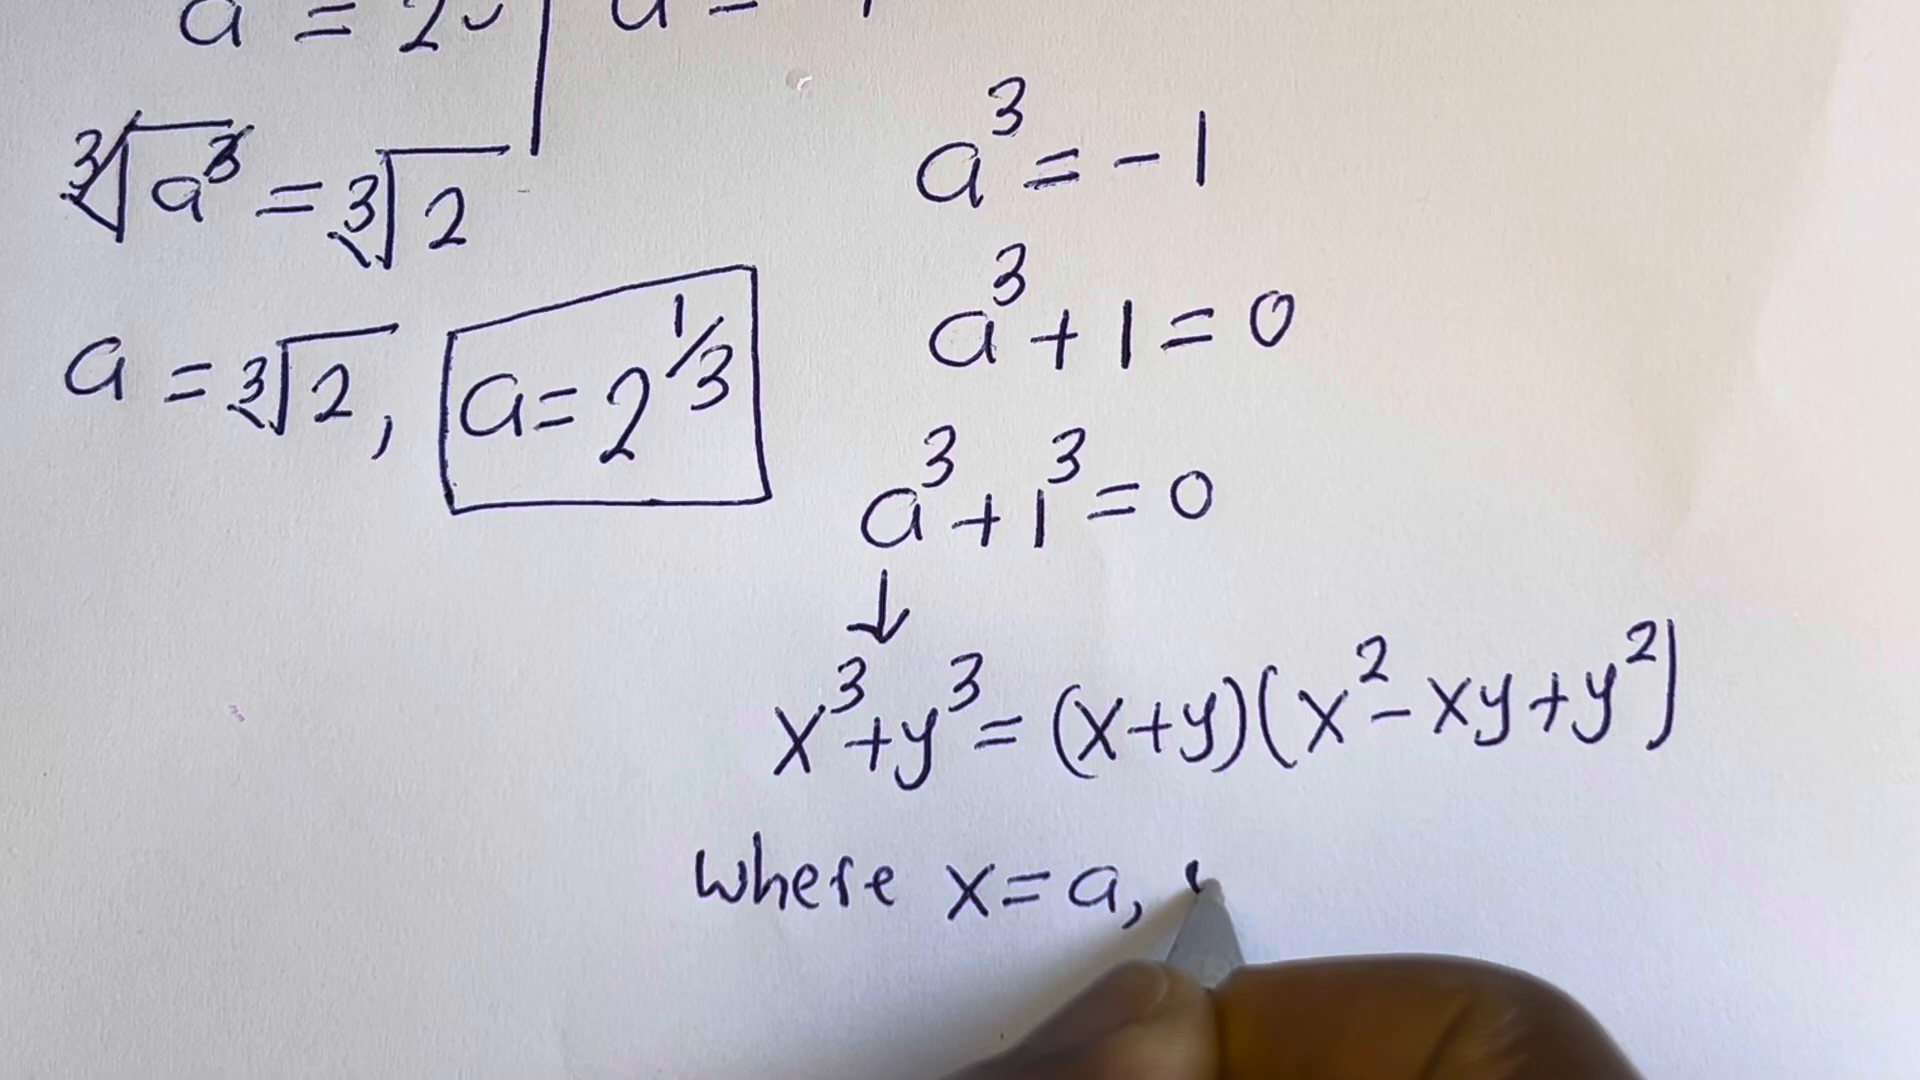 a = 2
∛a³ = ∛2
a = ∛2, a = 2^1/3
a³ = -1
a³ + 1 = 0
a³ + 1³ = 0
↓
x³ + y³ = (x+y)(x² - xy + y²)
where x = a,